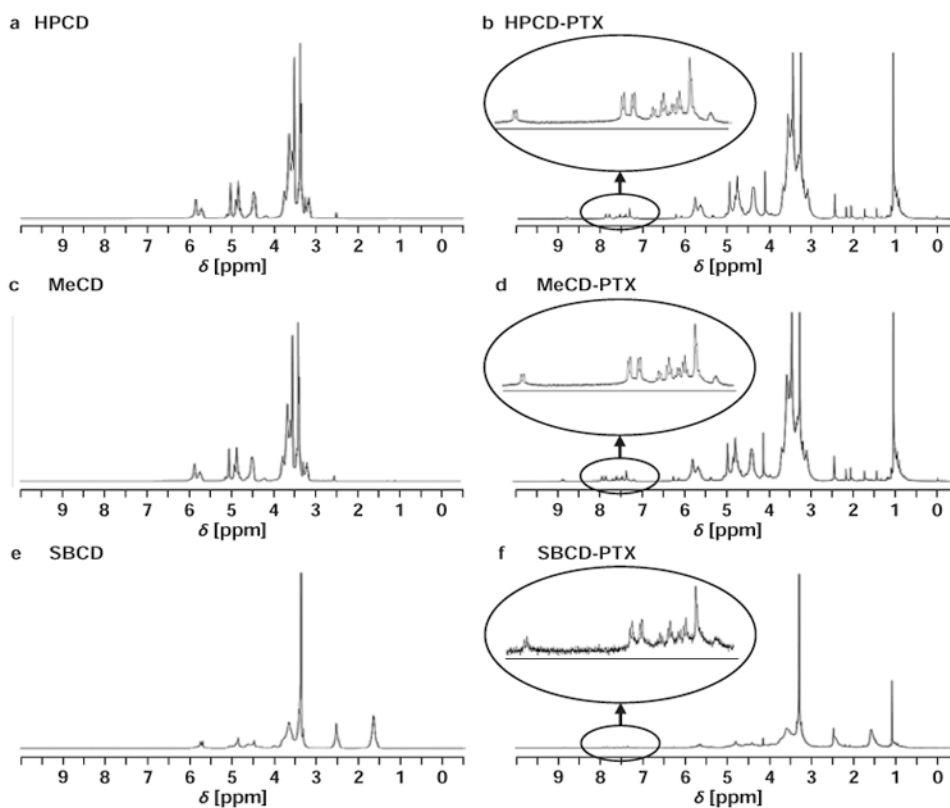 a HPCD
9 8 7 6 5 4 3 2 1 0
δ [ppm]
b HPCD-PTX
9 8 7 6 5 4 3 2 1 0
δ [ppm]
c MeCD
9 8 7 6 5 4 3 2 1 0
δ [ppm]
d MeCD-PTX
9 8 7 6 5 4 3 2 1 0
δ [ppm]
e SBCD
9 8 7 6 5 4 3 2 1 0
δ [ppm]
f SBCD-PTX
9 8 7 6 5 4 3 2 1 0
δ [ppm]